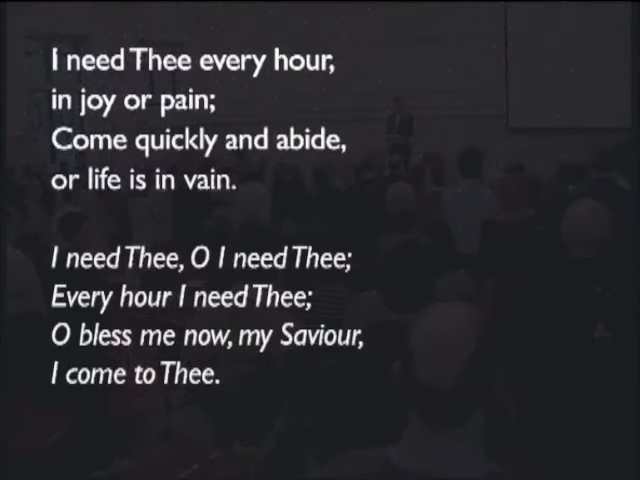 I need Thee every hour,
in joy or pain;
Come quickly and abide,
or life is in vain.
I need Thee, O I need Thee;
Every hour I need Thee;
O bless me now, my Saviour,
I come to Thee.